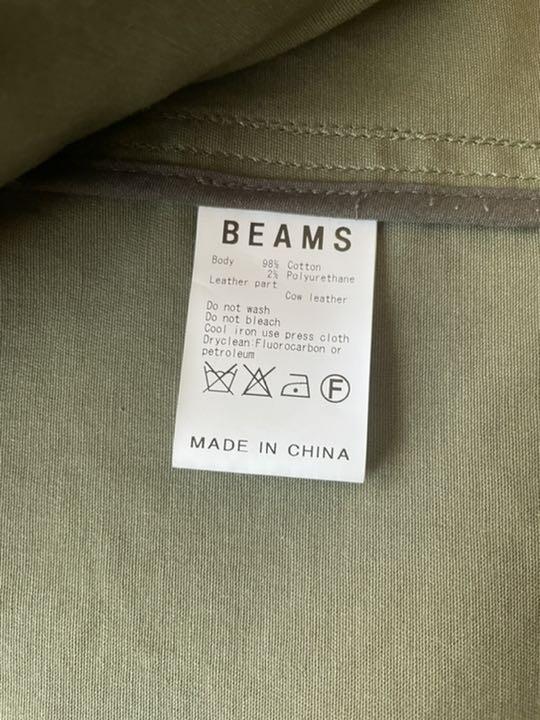 BEAMS
Body 98% Cotton
2% Polyurethane
Leather part
Cow leather
Do not wash
Do not bleach
Cool iron use press cloth
Dryclean:Fluorocarbon or
petroleum
F
MADE IN CHINA